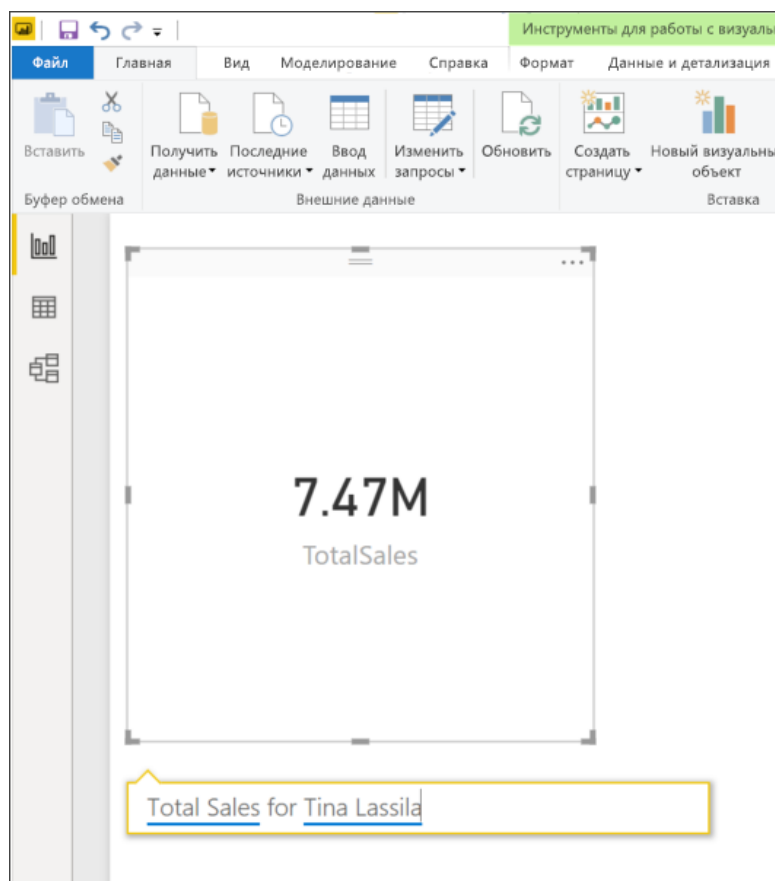 Инструменты для работы с визуаль
Файл Главная Вид Моделирование Справка Формат Данные и детализация
Вставить Получить данные Последние источники Ввод данных Изменить запросы Обновить Создать страницу Новый визуальны объект
Буфер обмена Внешние данные Вставка
7.47M
TotalSales
Total Sales for Tina Lassila